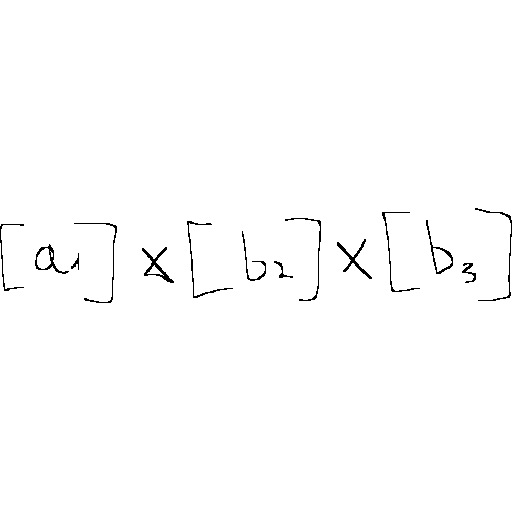 [a₁] × [b₂] × [b₃]